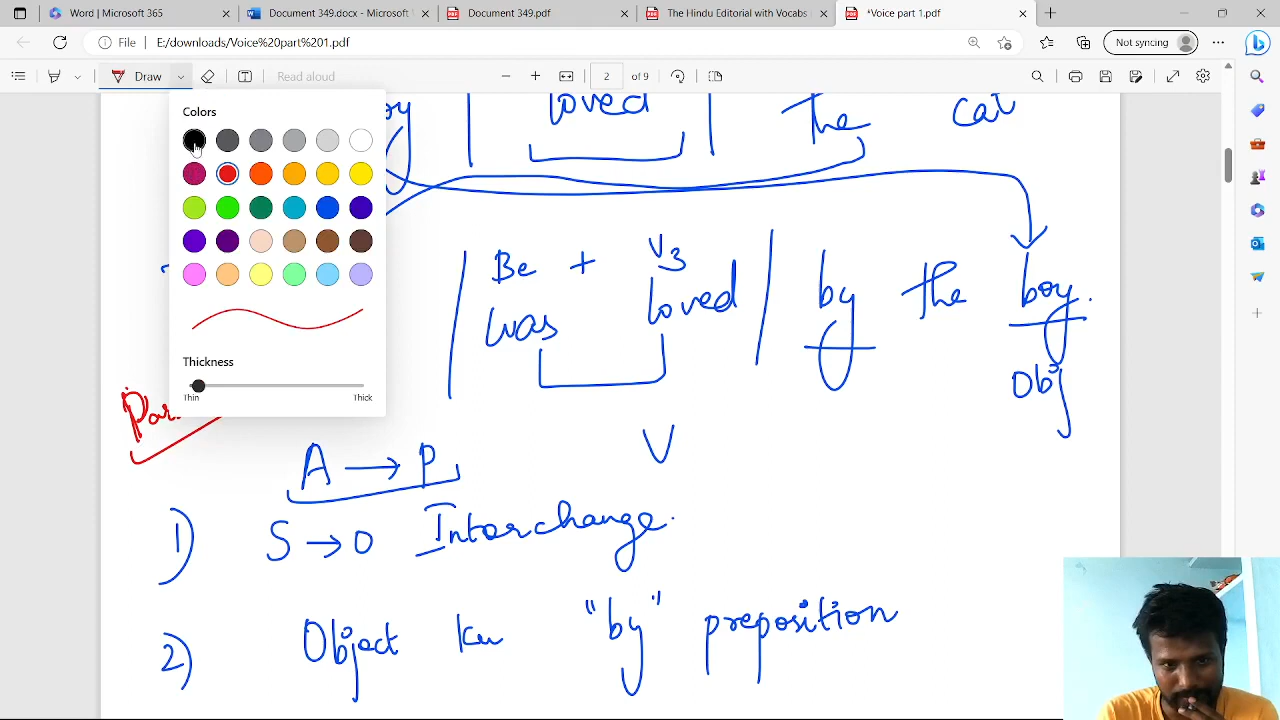 Word | Microsoft 365
Document 349.docx - Microsoft
Document 349.pdf
The Hindu Editorial with Vocabs
*Voice part 1.pdf
File
E:/downloads/Voice%20part%201.pdf
Not syncing
Draw
Read aloud
2 of 9
Colors
Thickness
Thin
Thick
loved the cat
Be + V3
was loved by the boy.
Obj
A → P V
1) S → O Interchange.
2) Object ku "by" preposition